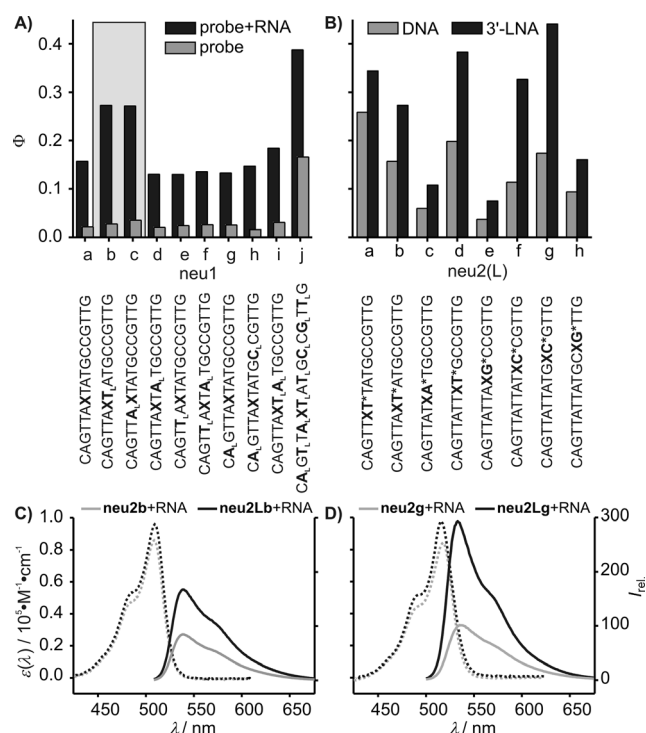 A)
probe+RNA
probe
B)
DNA
3'-LNA
Φ
0.4
0.3
0.2
0.1
0.0
a b c d e f g h i j
neu1
a b c d e f g h
neu2(L)
CAGTTAXTATGCCGTTG
CAGTTAXTLATGCCGTTG
CAGTTALXTATGCCGTTG
CAGTTAXTALTGCCGTTG
CAGTTLAXTATGCCGTTG
CAGTTLAXTALTGCCGTTG
CALGTTAXTATGCCGTTG
CALGTTAXTATGCLCGTTG
CAGTTAXTLALTGCCGTTG
CALGTLTALXTLATLGCLCGLTTLG
CAGTTXT*TATGCCGTTG
CAGTTAXT*ATGCCGTTG
CAGTTATXA*TGCCGTTG
CAGTTATTXT*GCCGTTG
CAGTTATTAXG*CCGTTG
CAGTTATTATXC*CGTTG
CAGTTATTATGXC*GTTG
CAGTTATTATGCXG*TTG
C)
neu2b+RNA
neu2Lb+RNA
D)
neu2g+RNA
neu2Lg+RNA
ε(λ) / 10⁵•M⁻¹•cm⁻¹
1.0
0.8
0.6
0.4
0.2
0.0
300
200
100
0
Irel.
450 500 550 600 650
λ / nm
450 500 550 600 650
λ / nm